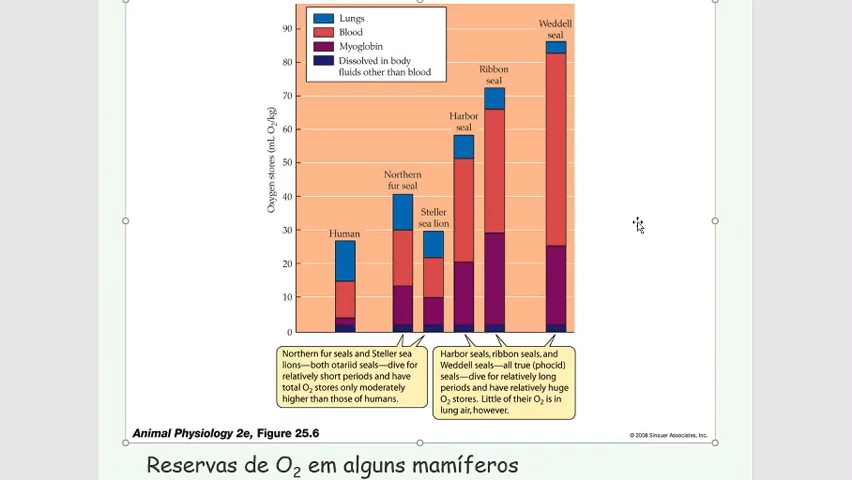 Lungs
Blood
Myoglobin
Dissolved in body
fluids other than blood
Oxygen stores (mL O₂/kg)
90
80
70
60
50
40
30
20
10
0
Human
Northern
fur seal
Steller
sea lion
Harbor
seal
Ribbon
seal
Weddell
seal
Northern fur seals and Steller sea
lions—both otariid seals—dive for
relatively short periods and have
total O₂ stores only moderately
higher than those of humans.
Harbor seals, ribbon seals, and
Weddell seals—all true (phocid)
seals—dive for relatively long
periods and have relatively huge
O₂ stores. Little of their O₂ is in
lung air, however.
Animal Physiology 2e, Figure 25.6
© 2008 Sinauer Associates, Inc.
Reservas de O₂ em alguns mamíferos